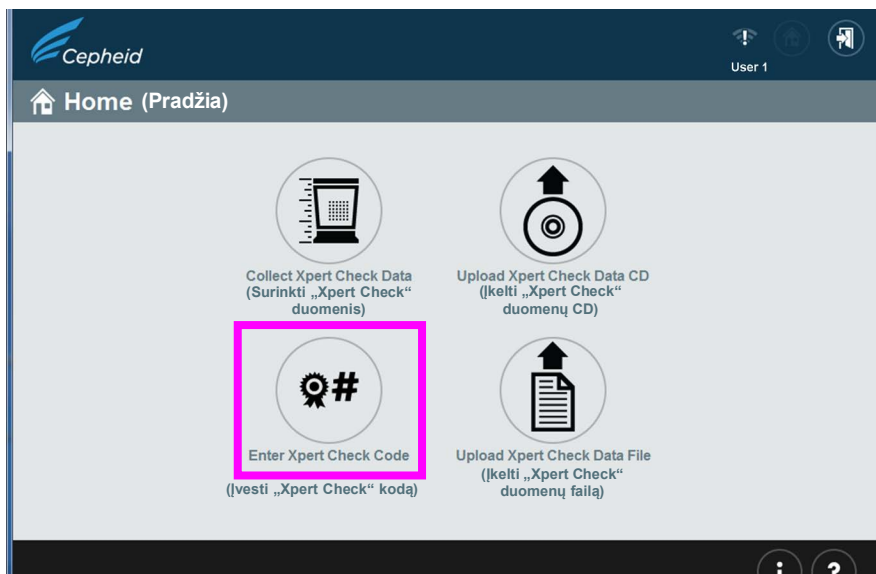 Cepheid
User 1
Home (Pradžia)
Collect Xpert Check Data
(Surinkti „Xpert Check“
duomenis)
Upload Xpert Check Data CD
(Įkelti „Xpert Check“
duomenų CD)
#
Enter Xpert Check Code
(Įvesti „Xpert Check“ kodą)
Upload Xpert Check Data File
(Įkelti „Xpert Check“
duomenų failą)
i ?